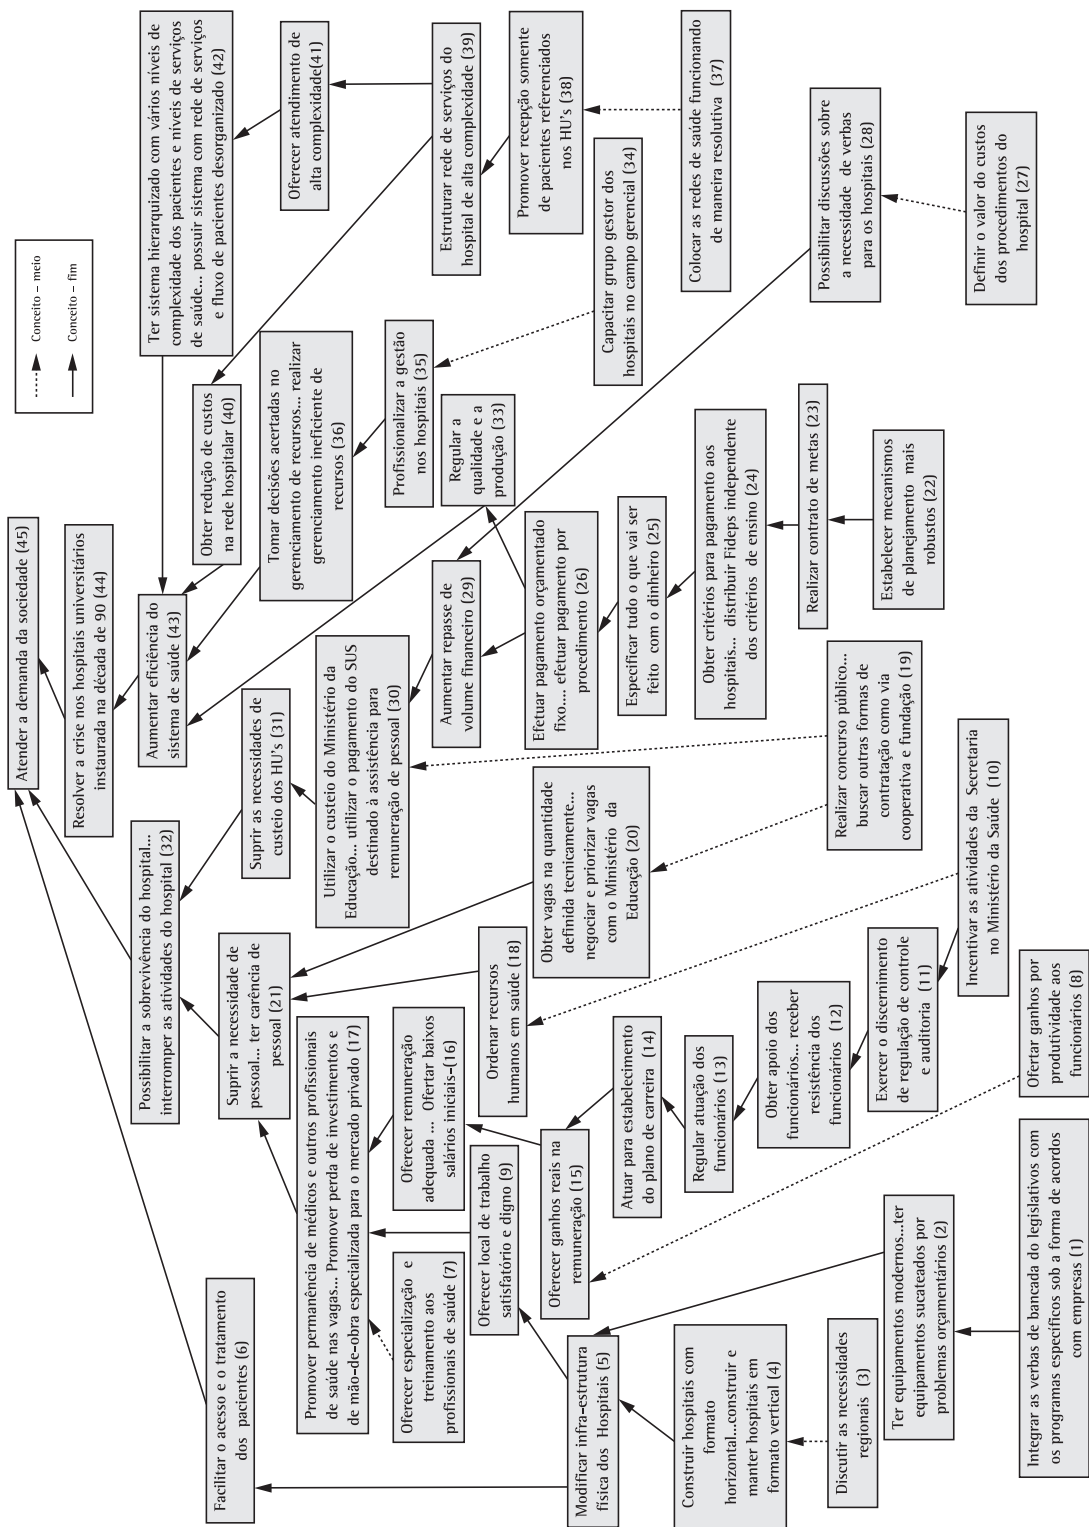 Conceito – meio
Conceito – fim
Atender a demanda da sociedade (45)
Resolver a crise nos hospitais universitários
instaurada na década de 90 (44)
Aumentar eficiência do
sistema de saúde (43)
Ter sistema hierarquizado com vários níveis de
complexidade dos pacientes e níveis de serviços
de saúde... possuir sistema com rede de serviços
e fluxo de pacientes desorganizado (42)
Oferecer atendimento de
alta complexidade(41)
Obter redução de custos
na rede hospitalar (40)
Estruturar rede de serviços do
hospital de alta complexidade (39)
Promover recepção somente
de pacientes referenciados
nos HU's (38)
Colocar as redes de saúde funcionando
de maneira resolutiva (37)
Tomar decisões acertadas no
gerenciamento de recursos... realizar
gerenciamento ineficiente de
recursos (36)
Profissionalizar a gestão
nos hospitais (35)
Capacitar grupo gestor dos
hospitais no campo gerencial (34)
Regular a
qualidade e a
produção (33)
Possibilitar a sobrevivência do hospital...
interromper as atividades do hospital (32)
Suprir as necessidades de
custeio dos HU's (31)
Utilizar o custeio do Ministério da
Educação... utilizar o pagamento do SUS
destinado à assistência para
remuneração de pessoal (30)
Aumentar repasse de
volume financeiro (29)
Possibilitar discussões sobre
a necessidade de verbas
para os hospitais (28)
Definir o valor do custos
dos procedimentos do
hospital (27)
Efetuar pagamento orçamentado
fixo... efetuar pagamento por
procedimento (26)
Especificar tudo o que vai ser
feito com o dinheiro (25)
Obter critérios para pagamento aos
hospitais... distribuir Fideps independente
dos critérios de ensino (24)
Realizar contrato de metas (23)
Estabelecer mecanismos
de planejamento mais
robustos (22)
Suprir a necessidade de
pessoal... ter carência de
pessoal (21)
Obter vagas na quantidade
definida tecnicamente...
negociar e priorizar vagas
com o Ministério da
Educação (20)
Realizar concurso público...
buscar outras formas de
contratação como via
cooperativa e fundação (19)
Ordenar recursos
humanos em saúde (18)
Promover permanência de médicos e outros profissionais
de saúde nas vagas... Promover perda de investimentos e
de mão-de-obra especializada para o mercado privado (17)
Oferecer remuneração
adequada ... Ofertar baixos
salários iniciais-(16)
Oferecer ganhos reais na
remuneração (15)
Atuar para estabelecimento
do plano de carreira (14)
Regular atuação dos
funcionários (13)
Obter apoio dos
funcionários... receber
resistência dos
funcionários (12)
Exercer o discernimento
de regulação de controle
e auditoria (11)
Incentivar as atividades da Secretaria
no Ministério da Saúde (10)
Oferecer local de trabalho
satisfatório e digno (9)
Ofertar ganhos por
produtividade aos
funcionários (8)
Oferecer especialização e
treinamento aos
profissionais de saúde (7)
Facilitar o acesso e o tratamento
dos pacientes (6)
Modificar infra-estrutura
física dos Hospitais (5)
Construir hospitais com
formato
horizontal...construir e
manter hospitais em
formato vertical (4)
Discutir as necessidades
regionais (3)
Ter equipamentos modernos...ter
equipamentos sucateados por
problemas orçamentários (2)
Integrar as verbas de bancada do legislativos com
os programas específicos sob a forma de acordos
com empresas (1)